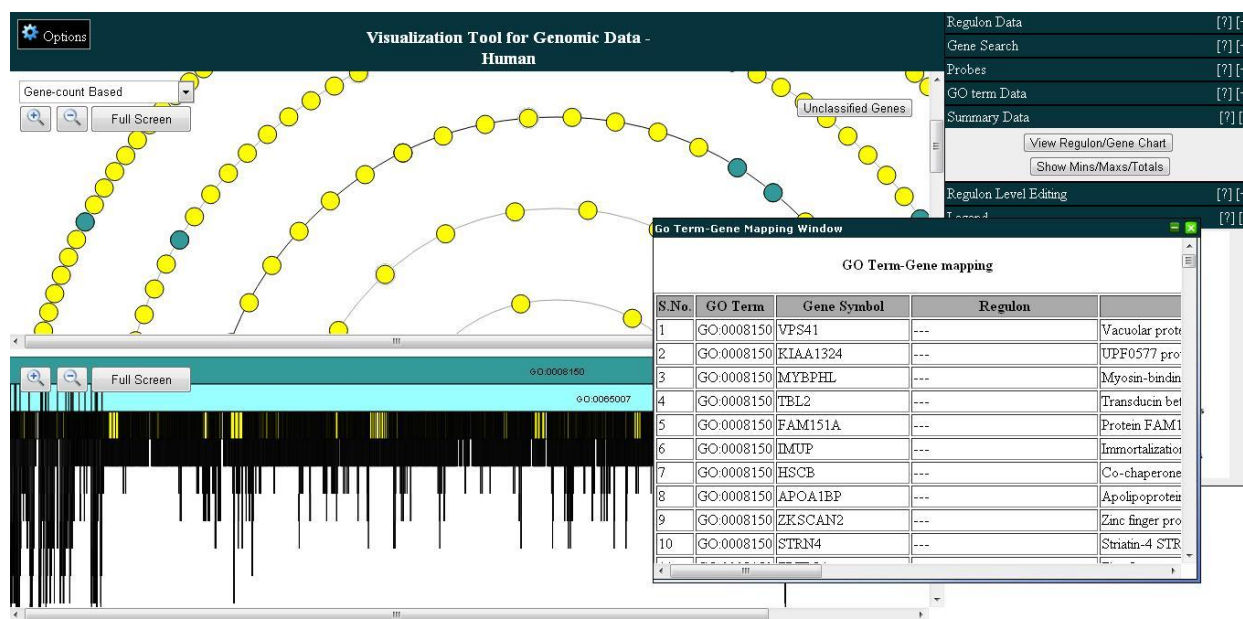 Options
Visualization Tool for Genomic Data -
Human
Gene-count Based
Full Screen
Unclassified Genes
Regulon Data [?]
Gene Search [?]
Probes [?]
GO term Data [?]
Summary Data [?]
View Regulon/Gene Chart
Show Mins/Maxs/Totals
Regulon Level Editing [?]
Legend [?]
Full Screen
GO:0008150
GO:0065007
Go Term-Gene Mapping Window
GO Term-Gene mapping
S.No. GO Term Gene Symbol Regulon
1 GO:0008150 VPS41 --- Vacuolar prote
2 GO:0008150 KIAA1324 --- UPF0577 pro
3 GO:0008150 MYBPHL --- Myosin-bindin
4 GO:0008150 TBL2 --- Transducin bet
5 GO:0008150 FAM151A --- Protein FAM1
6 GO:0008150 IMUP --- Immortalization
7 GO:0008150 HSCB --- Co-chaperone
8 GO:0008150 APOA1BP --- Apolipoprotein
9 GO:0008150 ZKSCAN2 --- Zinc finger pro
10 GO:0008150 STRN4 --- Striatin-4 STR